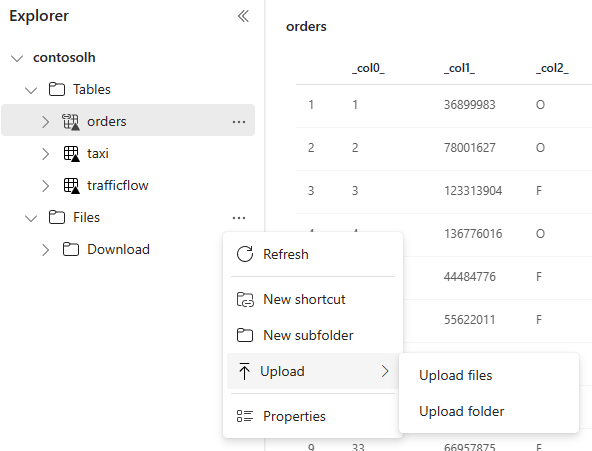 Explorer
contosolh
Tables
orders
taxi
trafficflow
Files
Download
Refresh
New shortcut
New subfolder
Upload
Properties
Upload files
Upload folder
orders
_col0_ _col1_ _col2_
1 1 36899983 O
2 2 78001627 O
3 3 123313904 F
136776016 O
44484776 F
55622011 F
9 33 66957875 F